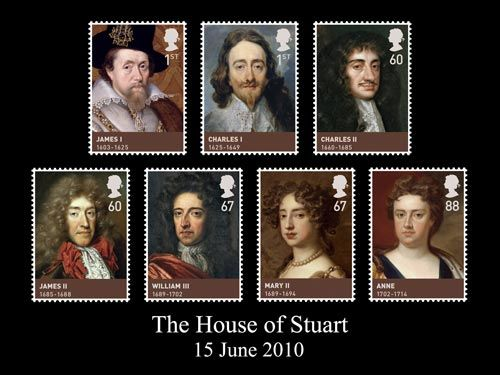 1ST
JAMES I
1603-1625
1ST
CHARLES I
1625-1649
60
CHARLES II
1660-1685
60
JAMES II
1685-1688
67
WILLIAM III
1689-1702
67
MARY II
1689-1694
88
ANNE
1702-1714
The House of Stuart
15 June 2010